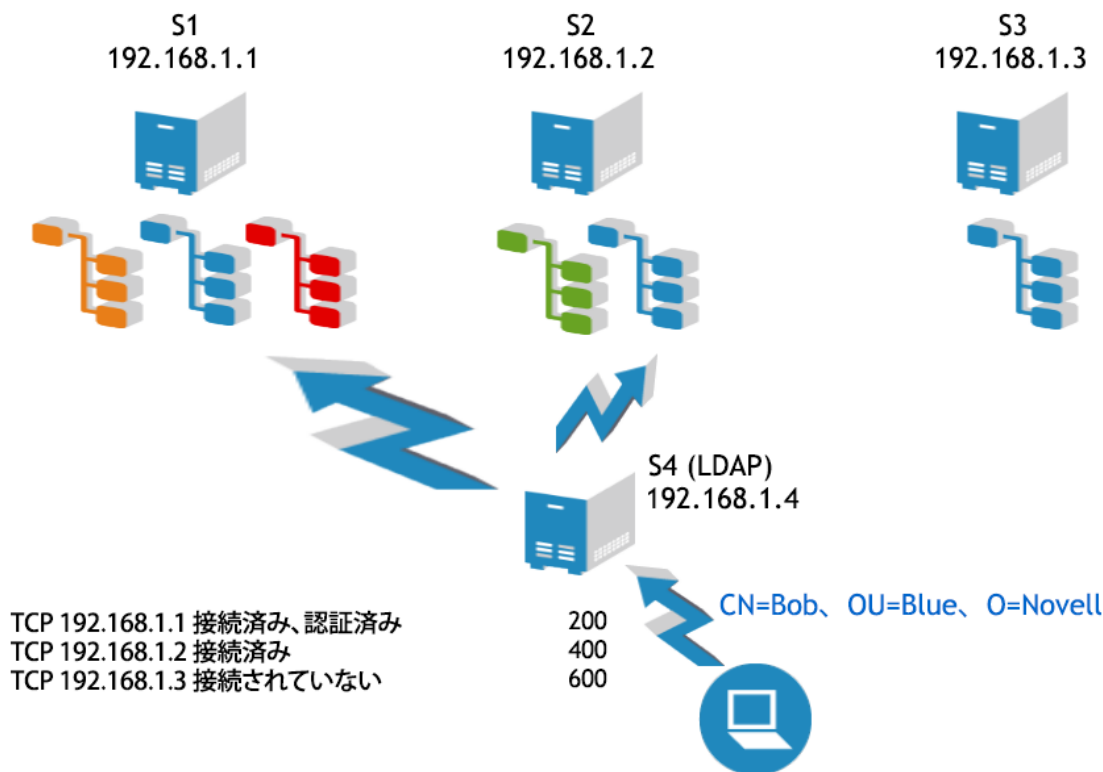 S1
192.168.1.1
S2
192.168.1.2
S3
192.168.1.3
S4 (LDAP)
192.168.1.4
CN=Bob、OU=Blue、O=Novell
TCP 192.168.1.1 接続済み、認証済み 200
TCP 192.168.1.2 接続済み 400
TCP 192.168.1.3 接続されていない 600